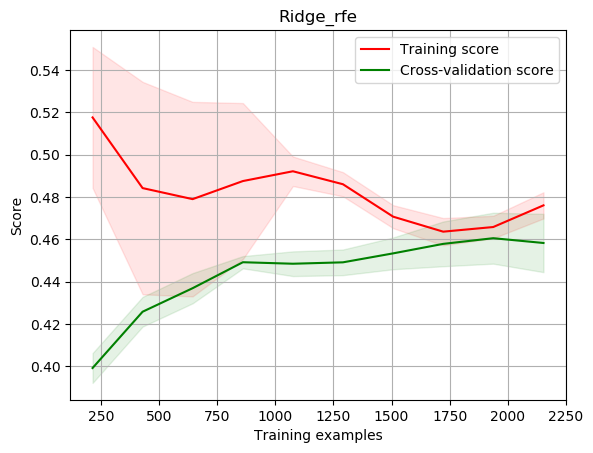 Ridge_rfe
Training score
Cross-validation score
Score
0.54
0.52
0.50
0.48
0.46
0.44
0.42
0.40
250 500 750 1000 1250 1500 1750 2000 2250
Training examples